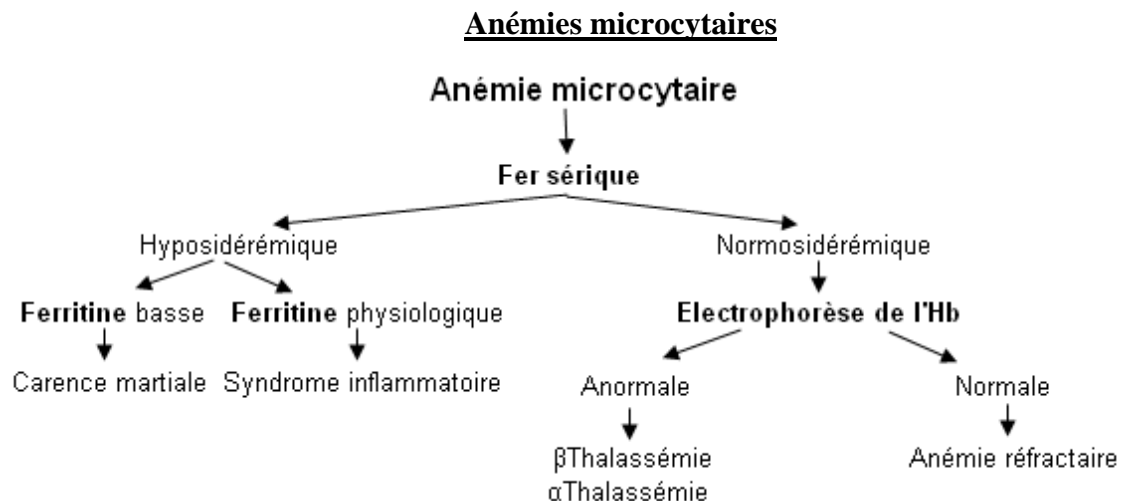 Anémies microcytaires
Anémie microcytaire
Fer sérique
Hyposidérémique
Normosidérémique
Ferritine basse
Ferritine physiologique
Electrophorèse de l'Hb
Carence martiale
Syndrome inflammatoire
Anormale
Normale
βThalassémie
αThalassémie
Anémie réfractaire